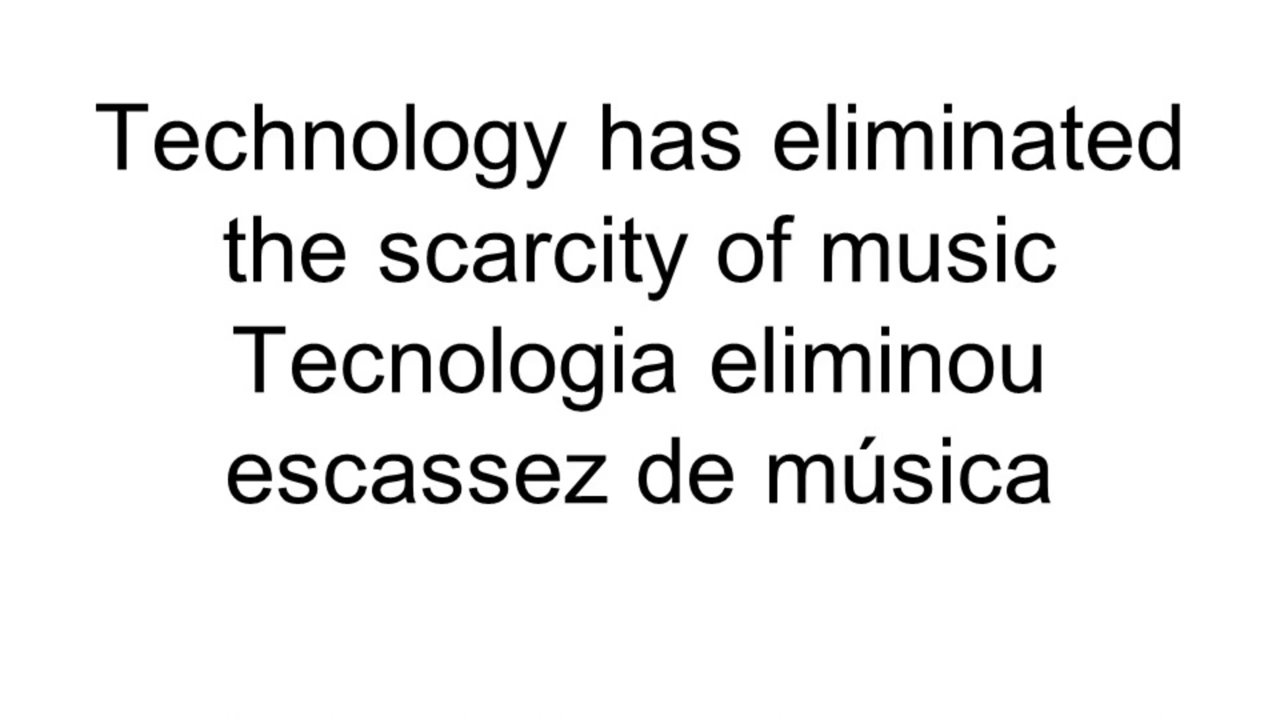 Technology has eliminated
the scarcity of music
Tecnologia eliminou
escassez de música